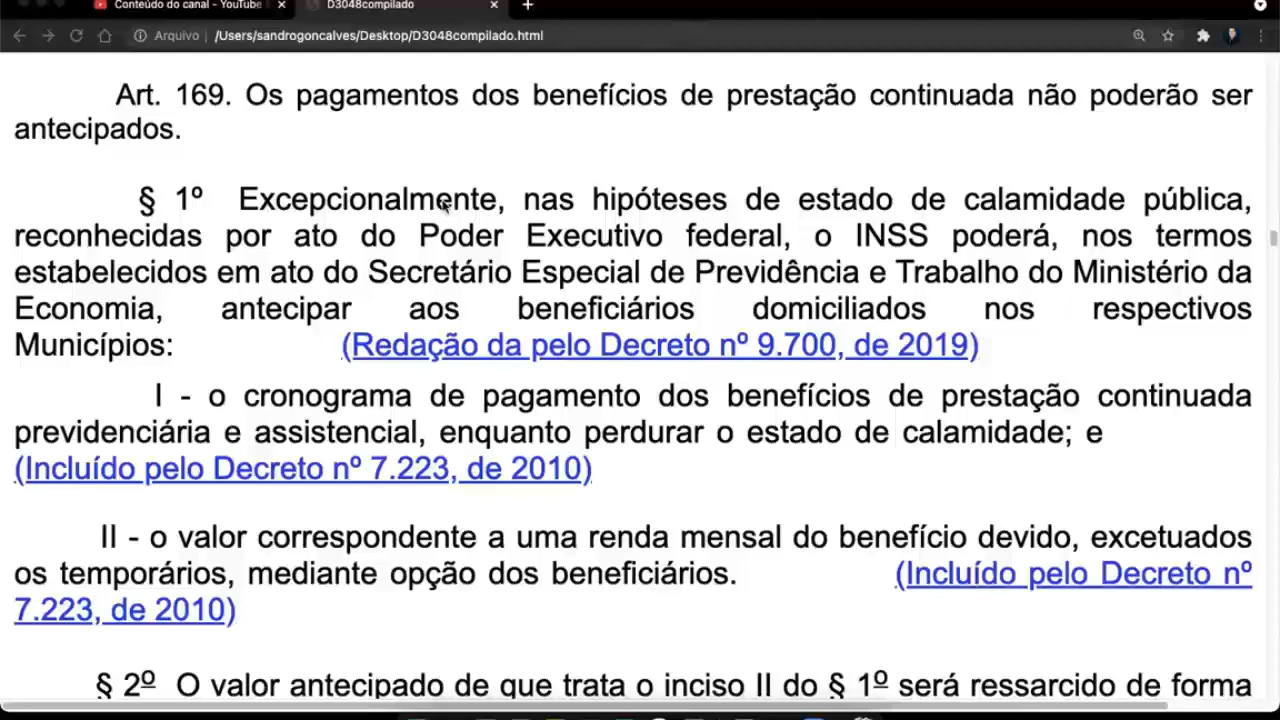 Conteúdo do canal - YouTube
D3048compilado
Arquivo | /Users/sandrogoncalves/Desktop/D3048compilado.html
Art. 169. Os pagamentos dos benefícios de prestação continuada não poderão ser
antecipados.
§ 1º Excepcionalmente, nas hipóteses de estado de calamidade pública,
reconhecidas por ato do Poder Executivo federal, o INSS poderá, nos termos
estabelecidos em ato do Secretário Especial de Previdência e Trabalho do Ministério da
Economia, antecipar aos beneficiários domiciliados nos respectivos
Municípios: (Redação da pelo Decreto nº 9.700, de 2019)
I - o cronograma de pagamento dos benefícios de prestação continuada
previdenciária e assistencial, enquanto perdurar o estado de calamidade; e
(Incluído pelo Decreto nº 7.223, de 2010)
II - o valor correspondente a uma renda mensal do benefício devido, excetuados
os temporários, mediante opção dos beneficiários. (Incluído pelo Decreto nº
7.223, de 2010)
§ 2º O valor antecipado de que trata o inciso II do § 1º será ressarcido de forma